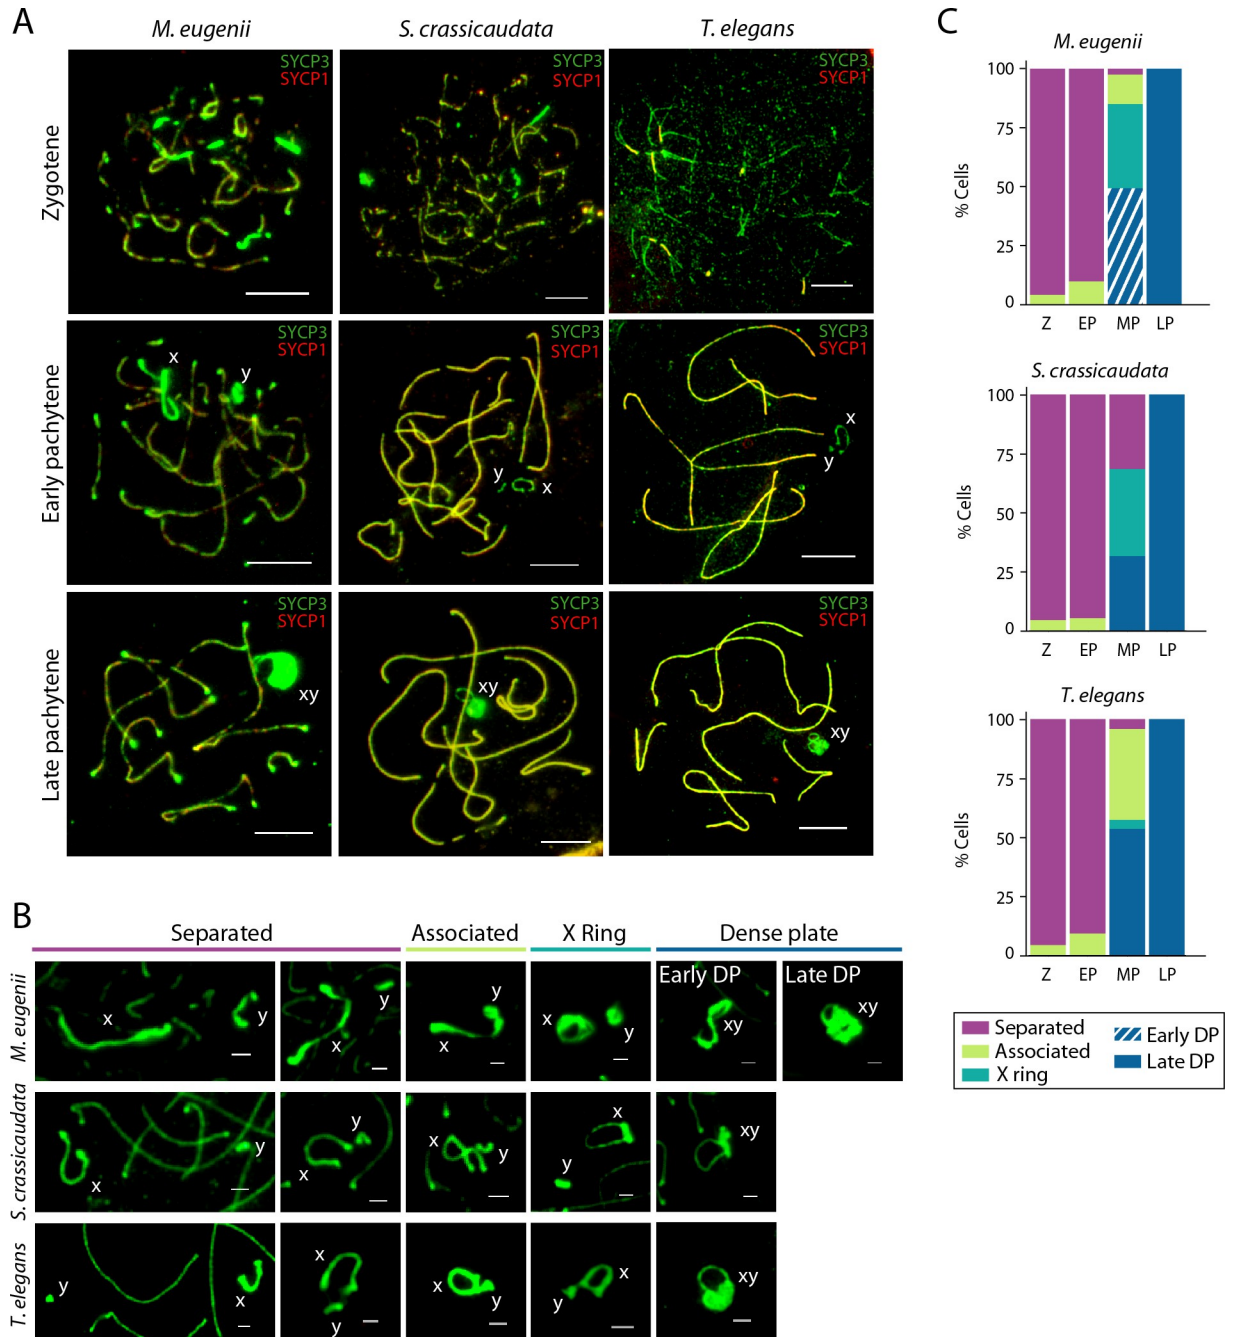 A
M. eugenii
S. crassicaudata
T. elegans
Zygotene
SYCP3
SYCP1
SYCP3
SYCP1
SYCP3
SYCP1
Early pachytene
SYCP3
SYCP1
x
y
SYCP3
SYCP1
y
x
SYCP3
SYCP1
x
y
Late pachytene
SYCP3
SYCP1
xy
SYCP3
SYCP1
xy
SYCP3
SYCP1
xy
B
Separated
Associated
X Ring
Dense plate
M. eugenii
x
y
y
x
y
x
x
y
Early DP
xy
Late DP
xy
S. crassicaudata
x
y
x
y
x
y
x
y
xy
T. elegans
y
x
x
y
x
y
x
y
xy
C
M. eugenii
% Cells
100
75
50
25
0
Z EP MP LP
S. crassicaudata
% Cells
100
75
50
25
0
Z EP MP LP
T. elegans
% Cells
100
75
50
25
0
Z EP MP LP
Separated
Associated
X ring
Early DP
Late DP